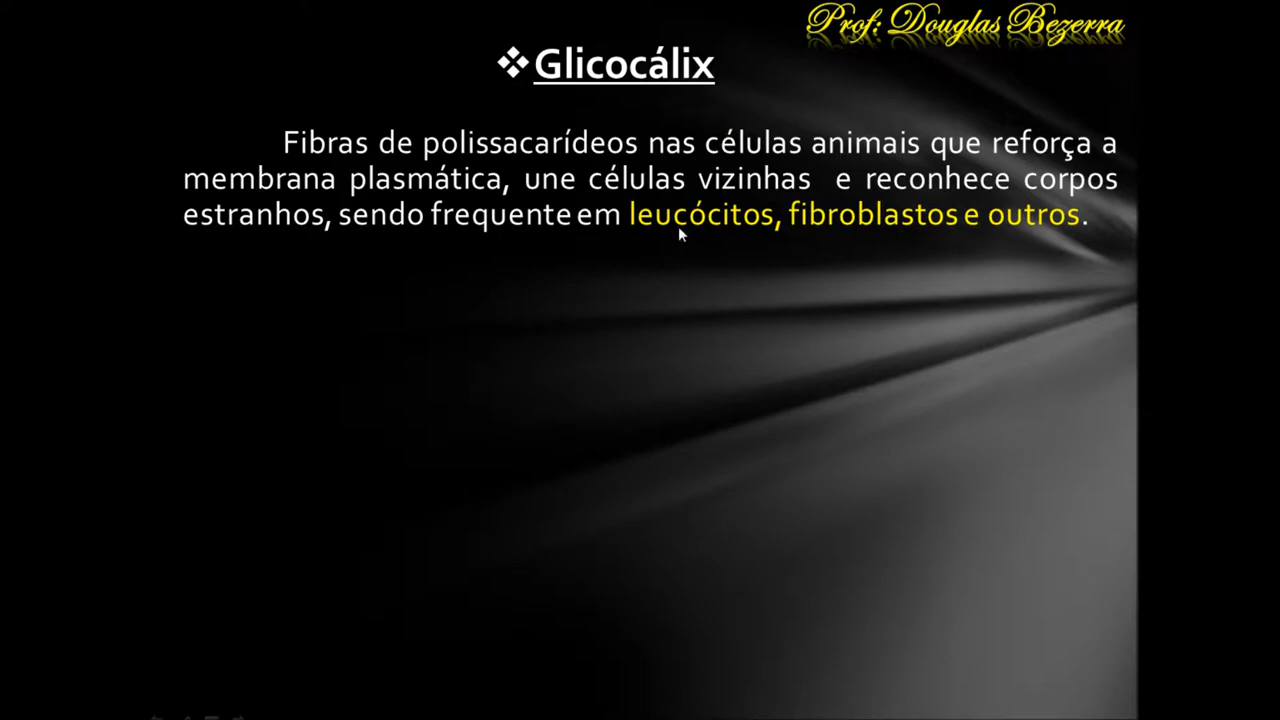 Prof: Douglas Bezerra
❖Glicocálix
Fibras de polissacarídeos nas células animais que reforça a
membrana plasmática, une células vizinhas e reconhece corpos
estranhos, sendo frequente em leucócitos, fibroblastos e outros.